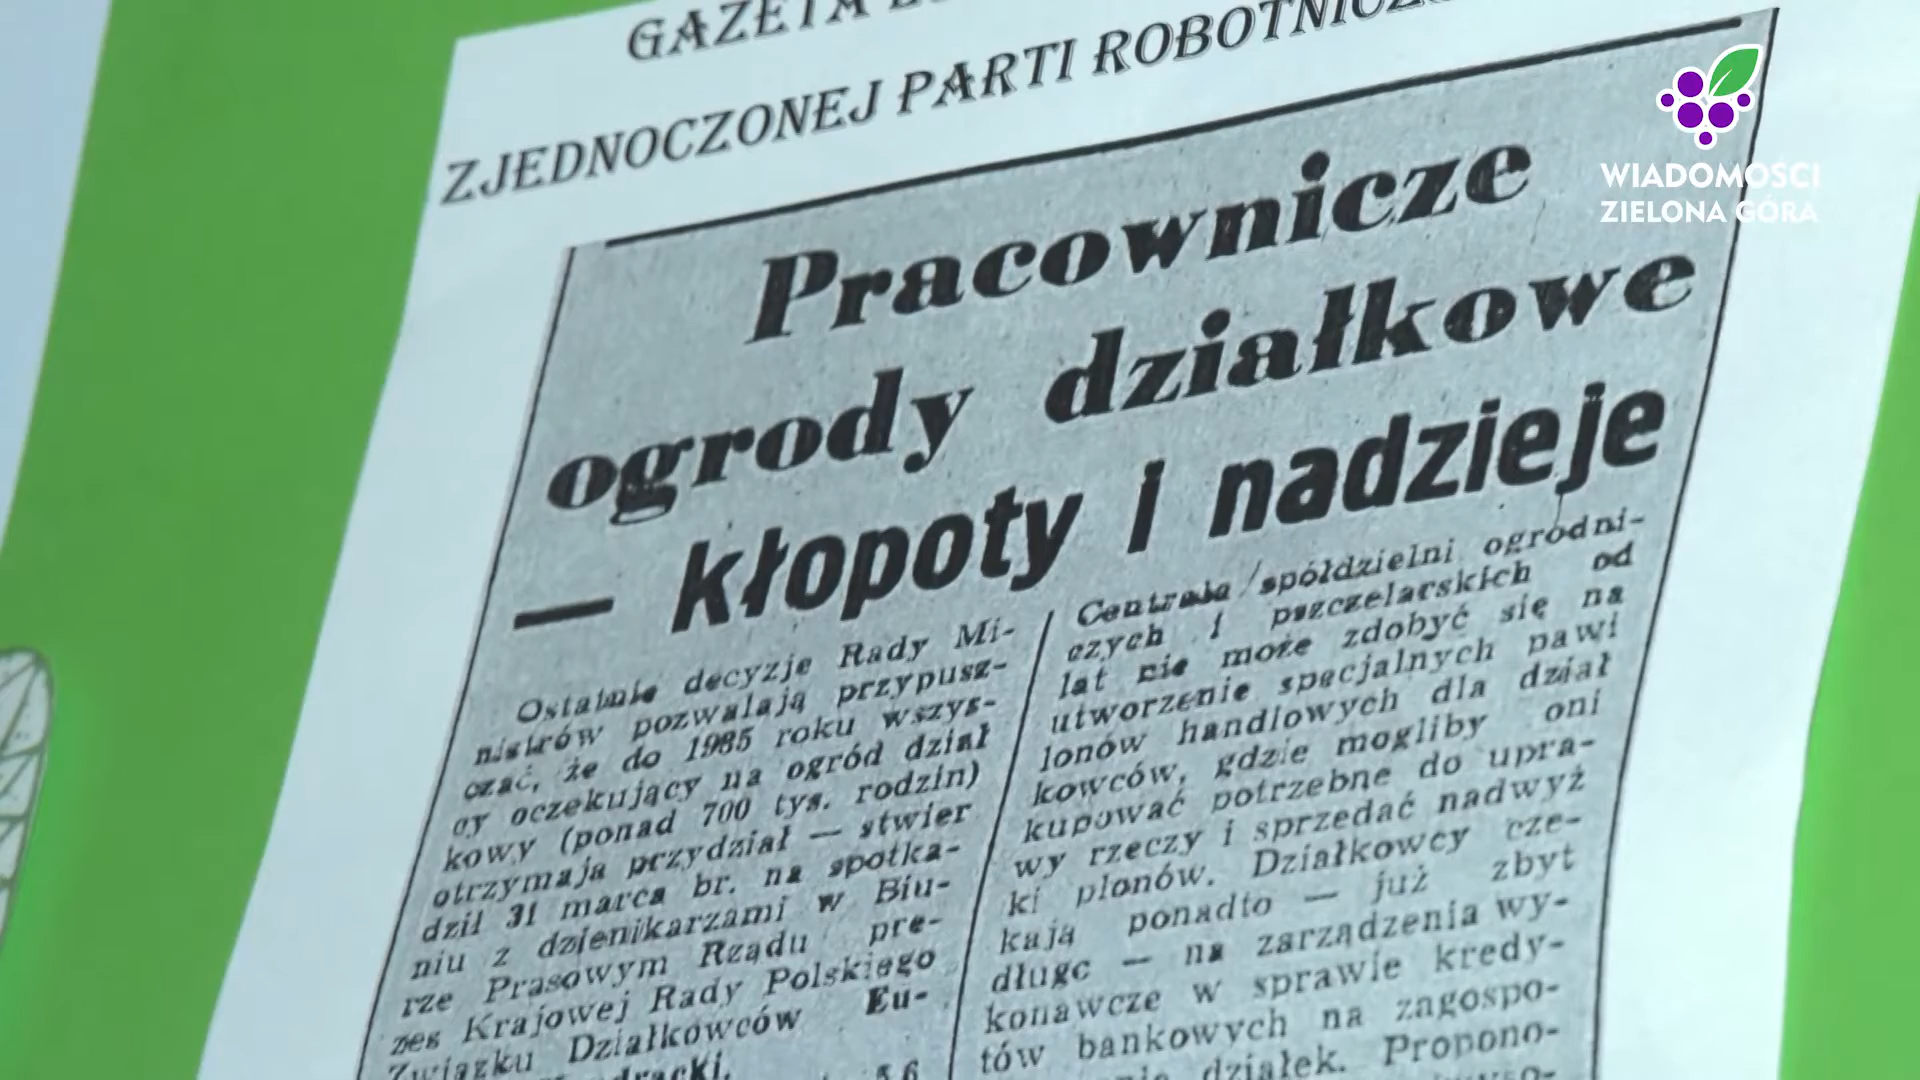 GAZETA
ZJEDNOCZONEJ PARTI
WIADOMOŚCI
ZIELONA GÓRA
Pracownicze
ogrody działkowe
— kłopoty i nadzieje
Ostatnie decyzje Rady Mi-
nistrów pozwalają przypusz-
czać, że do 1985 roku wszys-
cy oczekujący na ogród dział
kowy (ponad 700 tys. rodzin)
otrzymają przydział — stwier
dził 31 marca br. na spotka-
niu z dziennikarzami w Biu-
rze Prasowym Rządu pre-
zes Krajowej Rady Polskiego
Związku Działkowców Eu-
Centrala spółdzielni ogrodni-
czych i pszczelarskich od
lat nie może zdobyć się na
utworzenie specjalnych pawi
lonów handlowych dla dział
kowców, gdzie mogliby oni
kupować potrzebne do upra-
wy rzeczy i sprzedać nadwyż
ki plonów. Działkowcy cze-
kają ponadto — już zbyt
długo — na zarządzenia wy-
konawcze w sprawie kredy-
tów bankowych na zagospo-
działek. Propono-